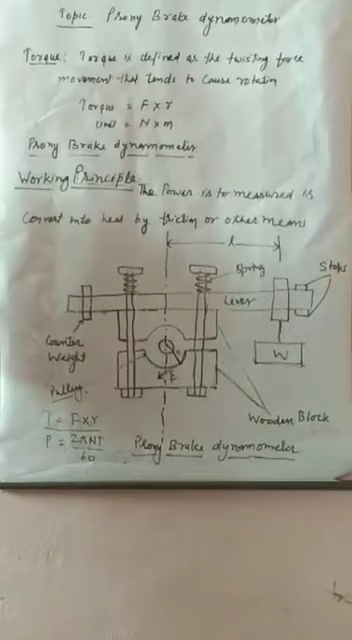 Topic Prony Brake dynamometer
Torque: Torque is defined as the twisting force
movement that tends to cause rotation
Torque = F x r
Unit = N x m
Prony Brake dynamometer
Working Principle
The Power is to measured is
Convert into heat by friction or other means
l
Spring
Stops
Lever
Counter
Weight
W
F
Pulley
Wooden Block
T = F x r
P = 2πNT
60
Prony Brake dynamometer